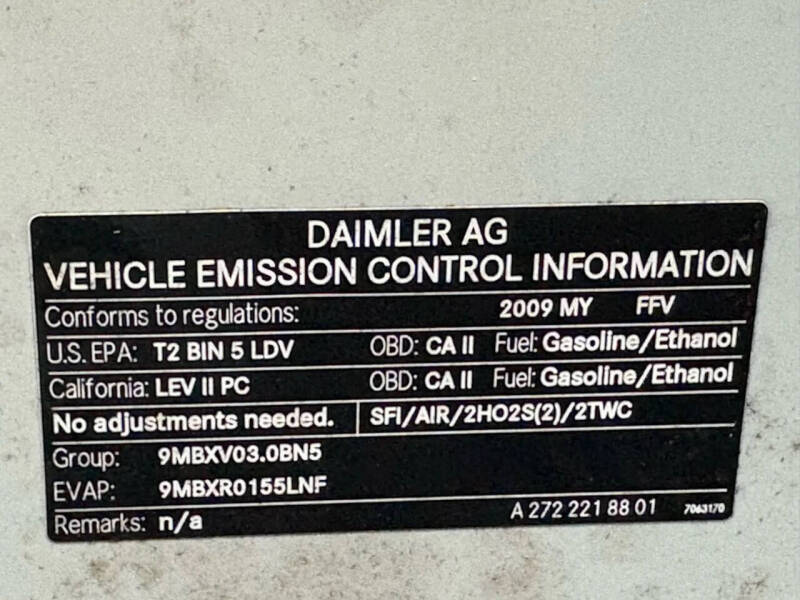 DAIMLER AG
VEHICLE EMISSION CONTROL INFORMATION
Conforms to regulations: 2009 MY FFV
U.S. EPA: T2 BIN 5 LDV OBD: CA II Fuel: Gasoline/Ethanol
California: LEV II PC OBD: CA II Fuel: Gasoline/Ethanol
No adjustments needed. SFI/AIR/2HO2S(2)/2TWC
Group: 9MBXV03.0BN5
EVAP: 9MBXR0155LNF
Remarks: n/a A 272 221 88 01 7063170